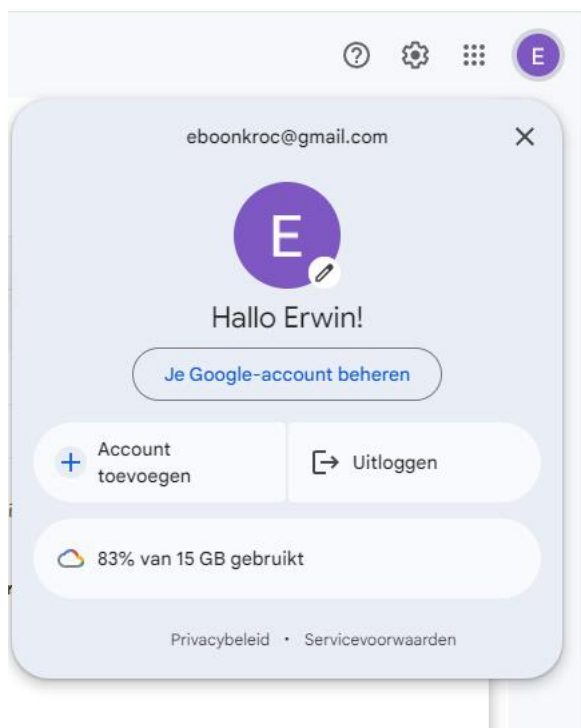 E
eboonkroc@gmail.com
E
Hallo Erwin!
Je Google-account beheren
Account
toevoegen
Uitloggen
83% van 15 GB gebruikt
Privacybeleid • Servicevoorwaarden